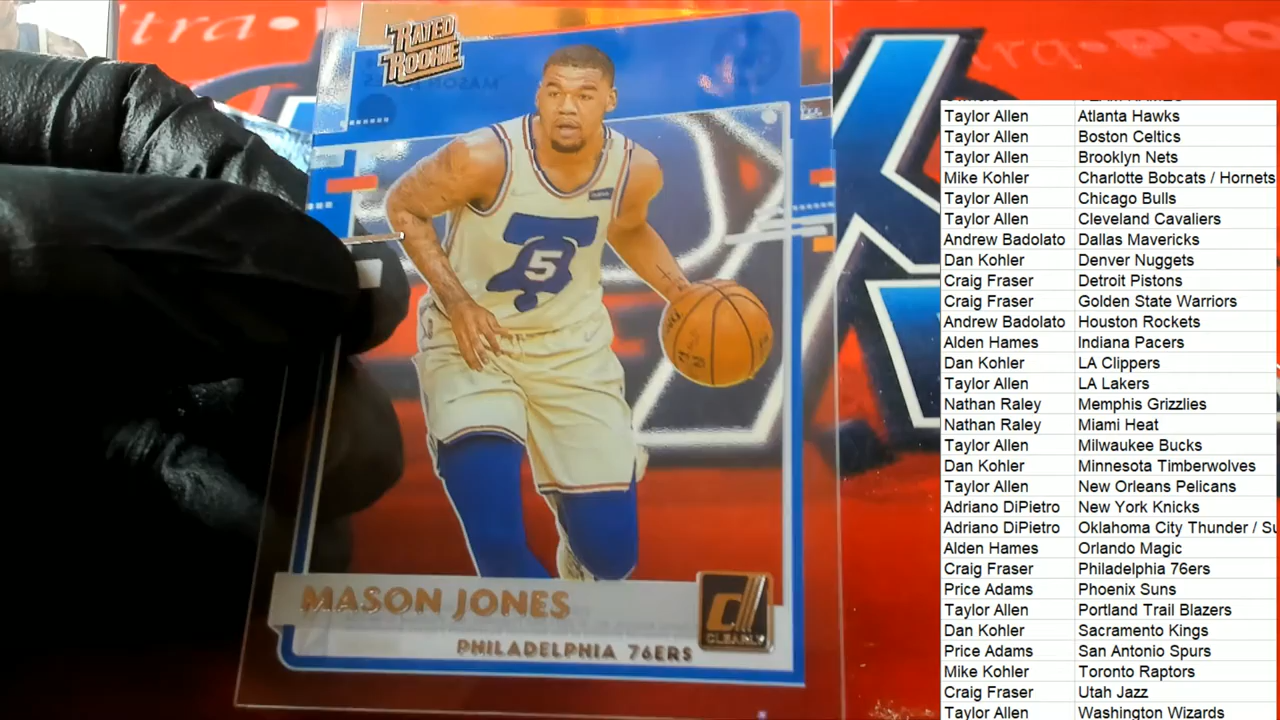 RATED
ROOKIE
5
MASON JONES
PHILADELPHIA 76ERS
CLEARLY
tra • PRO
Taylor Allen Atlanta Hawks
Taylor Allen Boston Celtics
Taylor Allen Brooklyn Nets
Mike Kohler Charlotte Bobcats / Hornets
Taylor Allen Chicago Bulls
Taylor Allen Cleveland Cavaliers
Andrew Badolato Dallas Mavericks
Dan Kohler Denver Nuggets
Craig Fraser Detroit Pistons
Craig Fraser Golden State Warriors
Andrew Badolato Houston Rockets
Alden Hames Indiana Pacers
Dan Kohler LA Clippers
Taylor Allen LA Lakers
Nathan Raley Memphis Grizzlies
Nathan Raley Miami Heat
Taylor Allen Milwaukee Bucks
Dan Kohler Minnesota Timberwolves
Taylor Allen New Orleans Pelicans
Adriano DiPietro New York Knicks
Adriano DiPietro Oklahoma City Thunder / Su
Alden Hames Orlando Magic
Craig Fraser Philadelphia 76ers
Price Adams Phoenix Suns
Taylor Allen Portland Trail Blazers
Dan Kohler Sacramento Kings
Price Adams San Antonio Spurs
Mike Kohler Toronto Raptors
Craig Fraser Utah Jazz
Taylor Allen Washington Wizards